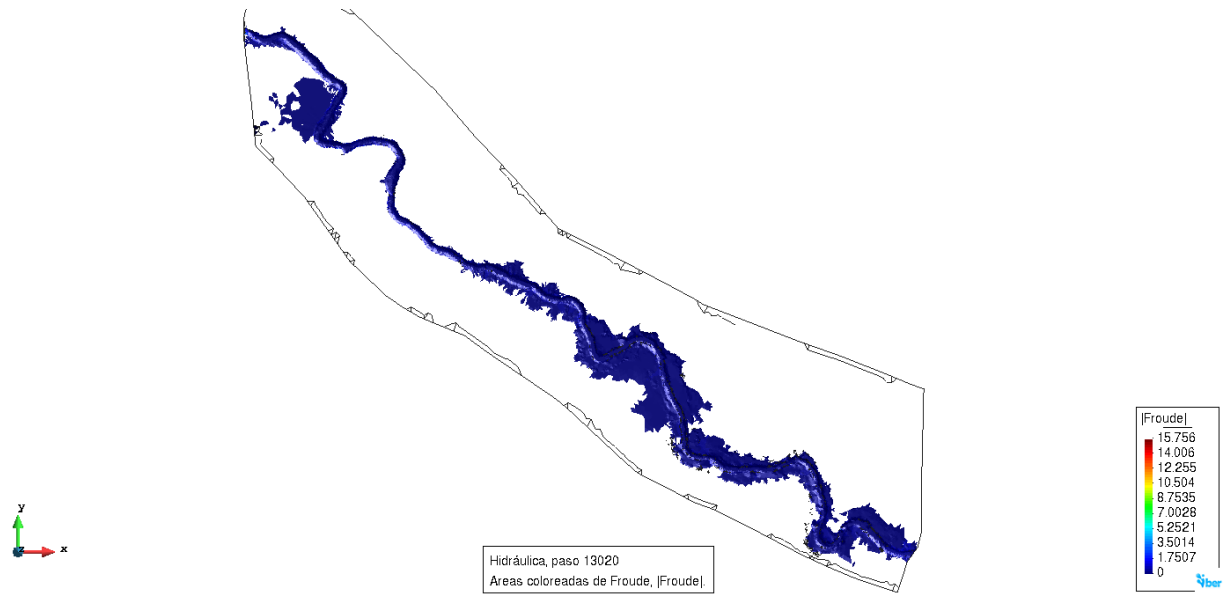 |Froude|
15.756
14.006
12.255
10.504
8.7535
7.0028
5.2521
3.5014
1.7507
0
y
z
x
Hidráulica, paso 13020
Areas coloreadas de Froude, |Froude|.
iber